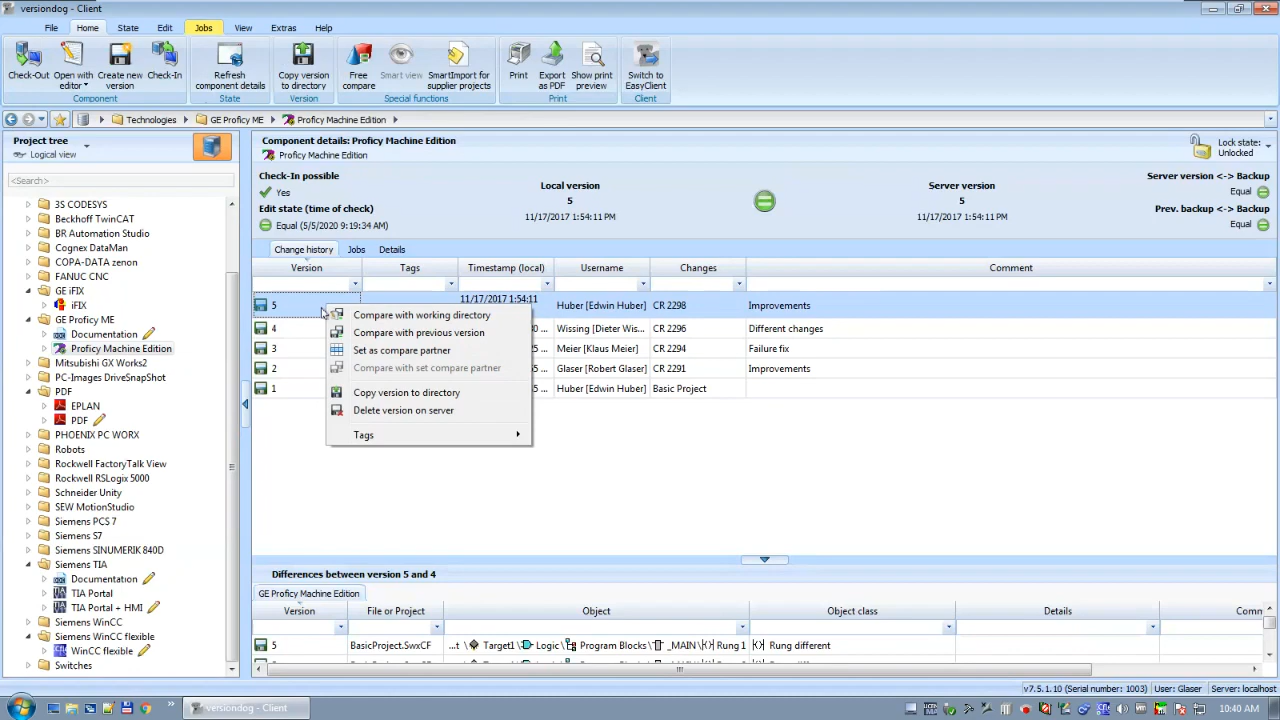 versiondog - Client
File Home State Edit Jobs View Extras Help
Check-Out
Open with editor
Create new version
Check-In
Refresh component details
Copy version to directory
Free compare
Smart view
SmartImport for supplier projects
Print
Export as PDF
Show print preview
Switch to EasyClient
Component State Version Special functions Print Client
Technologies GE Proficy ME Proficy Machine Edition
Project tree
Logical view
<Search>
3S CODESYS
Beckhoff TwinCAT
BR Automation Studio
Cognex DataMan
COPA-DATA zenon
FANUC CNC
GE iFIX
iFIX
GE Proficy ME
Documentation
Proficy Machine Edition
Mitsubishi GX Works2
PC-Images DriveSnapShot
PDF
EPLAN
PDF
PHOENIX PC WORX
Robots
Rockwell FactoryTalk View
Rockwell RSLogix 5000
Schneider Unity
SEW MotionStudio
Siemens PCS 7
Siemens S7
Siemens SINUMERIK 840D
Siemens TIA
Documentation
TIA Portal
TIA Portal + HMI
Siemens WinCC
Siemens WinCC flexible
WinCC flexible
Switches
Component details: Proficy Machine Edition
Proficy Machine Edition
Lock state:
Unlocked
Check-In possible
Yes
Edit state (time of check)
Equal (5/5/2020 9:19:34 AM)
Local version
5
11/17/2017 1:54:11 PM
Server version
5
11/17/2017 1:54:11 PM
Server version <-> Backup
Equal
Prev. backup <-> Backup
Equal
Change history Jobs Details
Version Tags Timestamp (local) Username Changes Comment
5 11/17/2017 1:54:11 Huber [Edwin Huber] CR 2298 Improvements
4 0 ... Wissing [Dieter Wis... CR 2296 Different changes
3 5 ... Meier [Klaus Meier] CR 2294 Failure fix
2 6 ... Glaser [Robert Glaser] CR 2291 Improvements
1 5 ... Huber [Edwin Huber] Basic Project
Compare with working directory
Compare with previous version
Set as compare partner
Compare with set compare partner
Copy version to directory
Delete version on server
Tags
Differences between version 5 and 4
GE Proficy Machine Edition
Version File or Project Object Object class Details Comm
5 BasicProject.SwxCF ...t \ Target1\ Logic\ Program Blocks\ _MAIN\ Rung 1 Rung different
v7.5.1.10 (Serial number: 1003) User: Glaser Server: localhost
versiondog - Client
10:40 AM